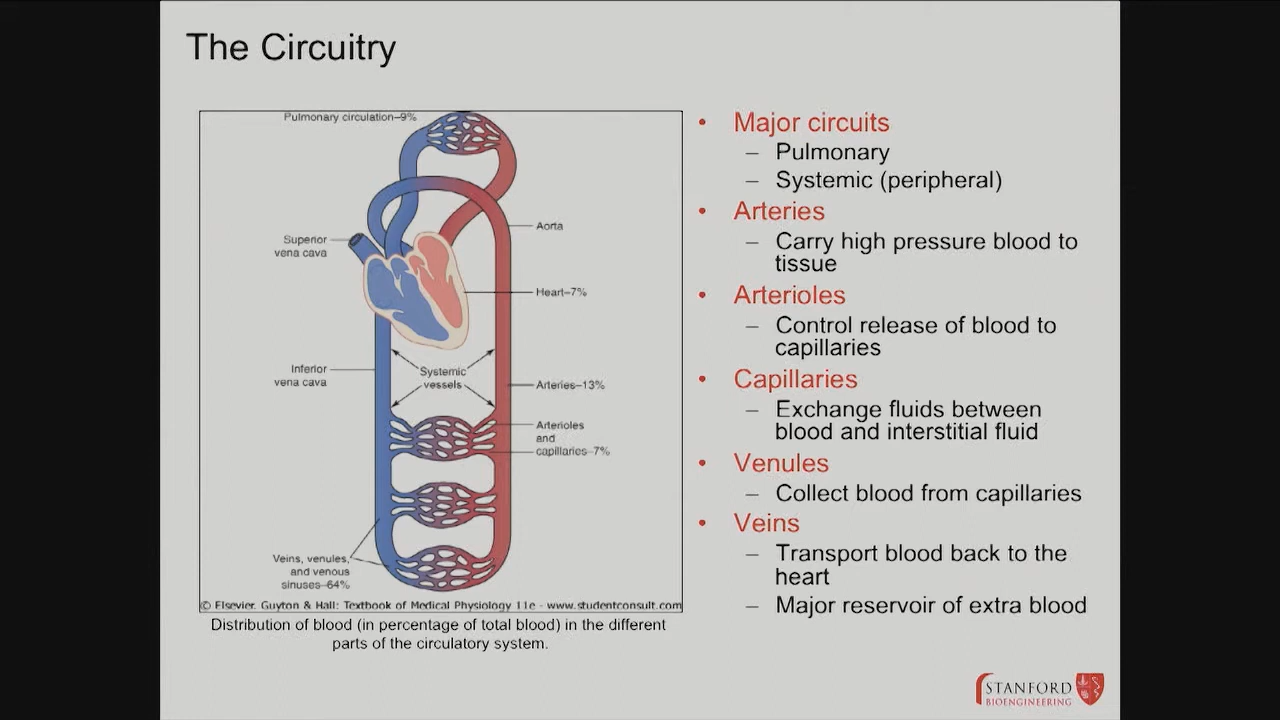 The Circuitry
Pulmonary circulation–9%
Aorta
Superior
vena cava
Heart–7%
Inferior
vena cava
Systemic
vessels
Arteries–13%
Arterioles
and
capillaries–7%
Veins, venules,
and venous
sinuses–64%
© Elsevier. Guyton & Hall: Textbook of Medical Physiology 11e - www.studentconsult.com
Distribution of blood (in percentage of total blood) in the different
parts of the circulatory system.
• Major circuits
– Pulmonary
– Systemic (peripheral)
• Arteries
– Carry high pressure blood to
tissue
• Arterioles
– Control release of blood to
capillaries
• Capillaries
– Exchange fluids between
blood and interstitial fluid
• Venules
– Collect blood from capillaries
• Veins
– Transport blood back to the
heart
– Major reservoir of extra blood
STANFORD
BIOENGINEERING